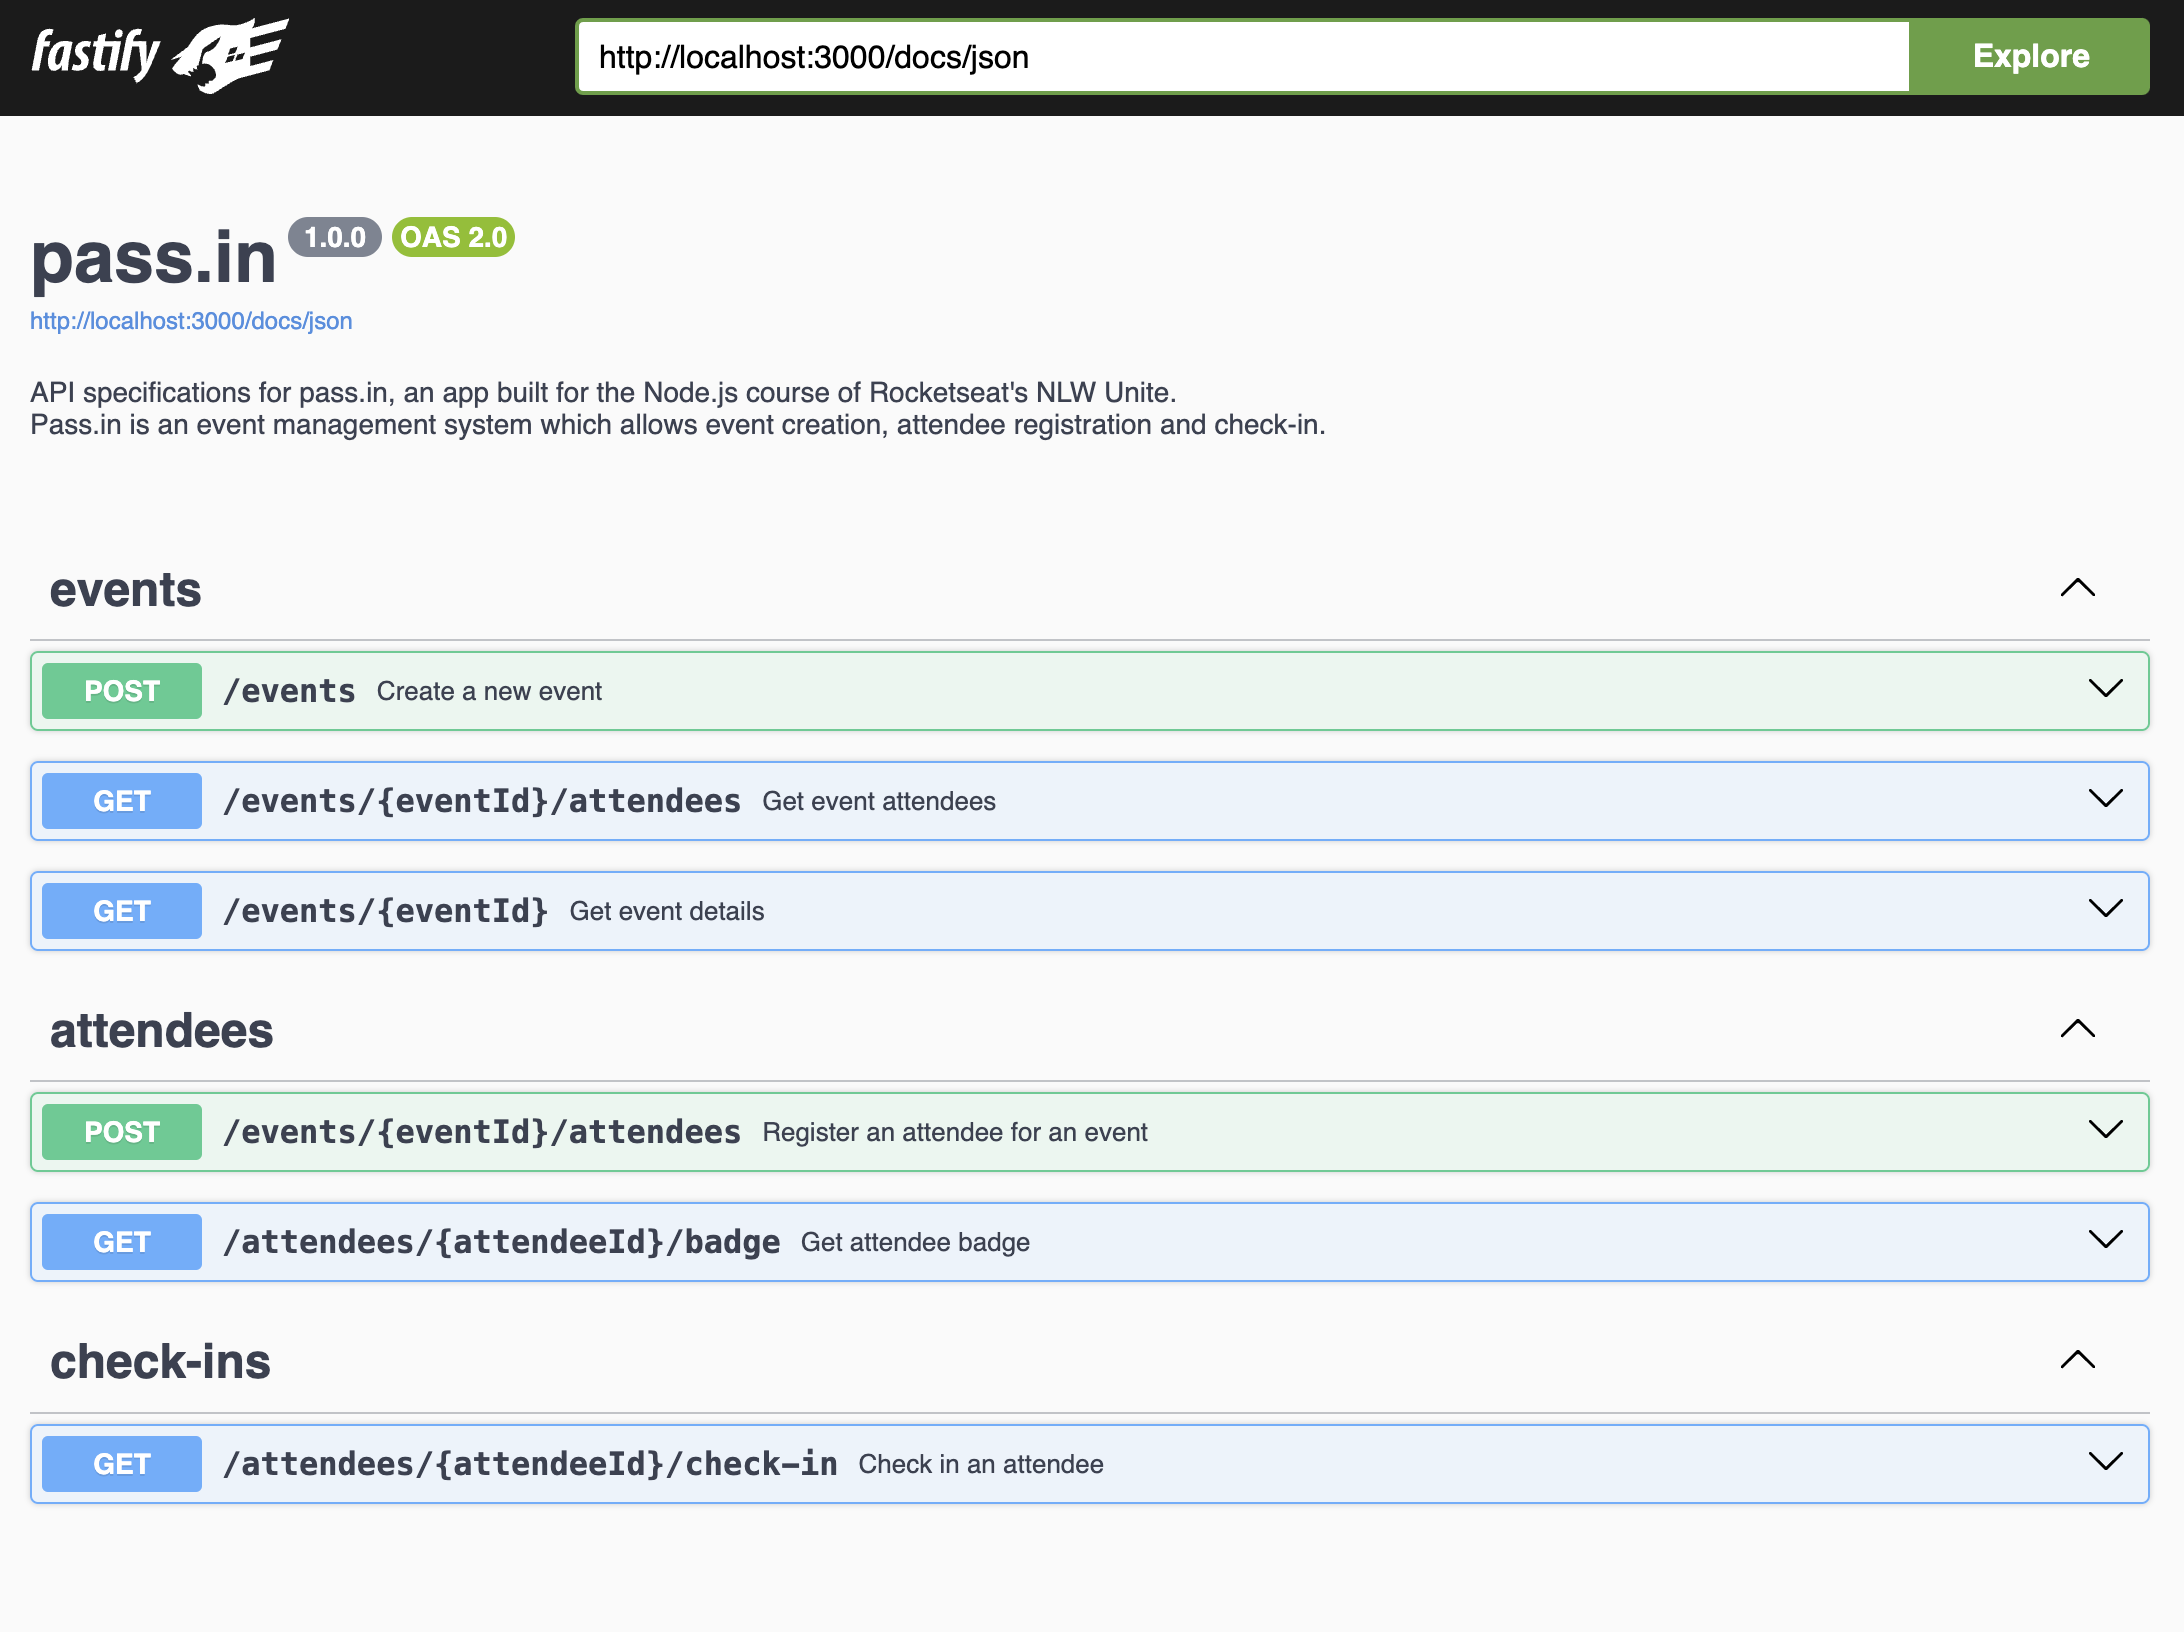 fastify
http://localhost:3000/docs/json
Explore
pass.in 1.0.0 OAS 2.0
http://localhost:3000/docs/json
API specifications for pass.in, an app built for the Node.js course of Rocketseat's NLW Unite.
Pass.in is an event management system which allows event creation, attendee registration and check-in.
events
POST /events Create a new event
GET /events/{eventId}/attendees Get event attendees
GET /events/{eventId} Get event details
attendees
POST /events/{eventId}/attendees Register an attendee for an event
GET /attendees/{attendeeId}/badge Get attendee badge
check-ins
GET /attendees/{attendeeId}/check-in Check in an attendee